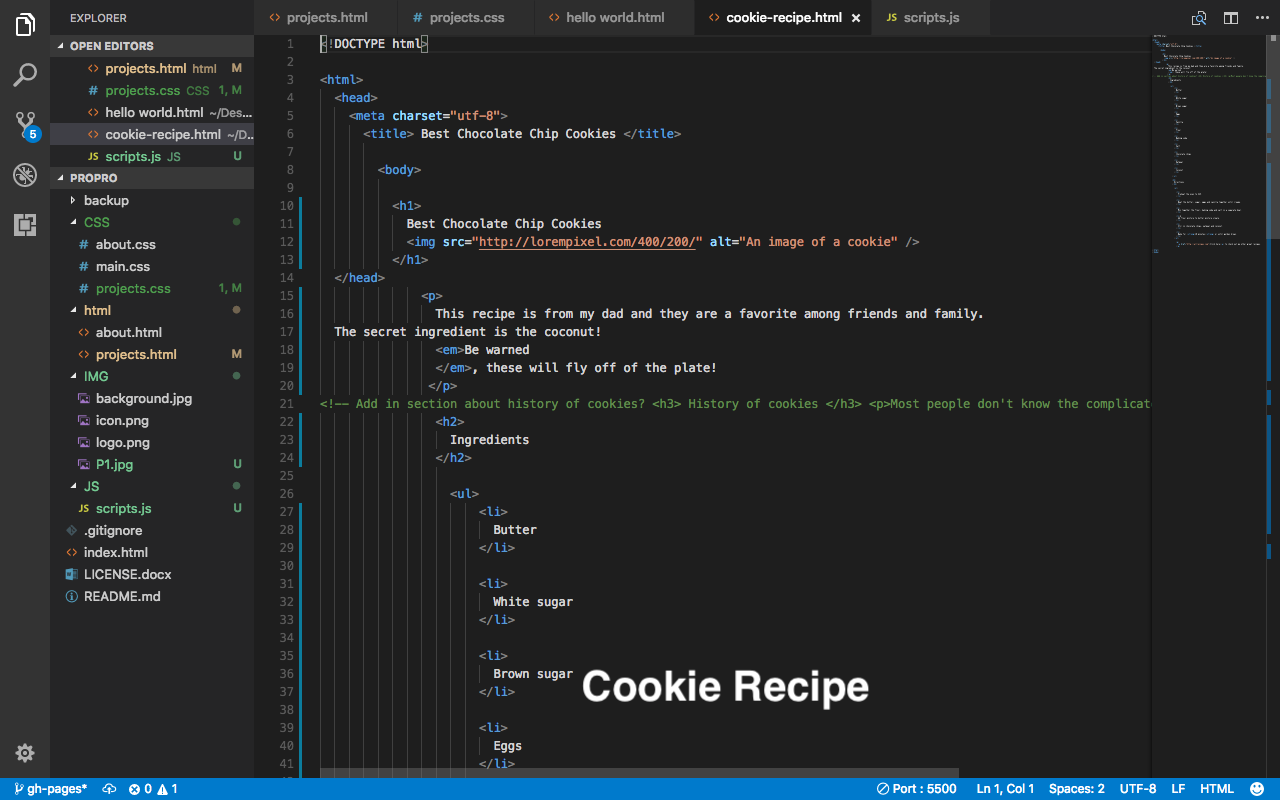 EXPLORER
projects.html
projects.css
hello world.html
cookie-recipe.html
scripts.js
OPEN EDITORS
projects.html html M
projects.css CSS 1, M
hello world.html ~/Des...
cookie-recipe.html ~/D...
JS scripts.js JS U
PROPRO
backup
CSS
# about.css
# main.css
# projects.css 1, M
html
about.html
projects.html M
IMG
background.jpg
icon.png
logo.png
P1.jpg U
JS
JS scripts.js U
.gitignore
index.html
LICENSE.docx
README.md
5
1 <!DOCTYPE html>
2
3 <html>
4 <head>
5 <meta charset="utf-8">
6 <title> Best Chocolate Chip Cookies </title>
7
8 <body>
9
10 <h1>
11 Best Chocolate Chip Cookies
12 <img src="http://lorempixel.com/400/200/" alt="An image of a cookie" />
13 </h1>
14 </head>
15 <p>
16 This recipe is from my dad and they are a favorite among friends and family.
17 The secret ingredient is the coconut!
18 <em>Be warned
19 </em>, these will fly off of the plate!
20 </p>
21 <!-- Add in section about history of cookies? <h3> History of cookies </h3> <p>Most people don't know the complicat
22 <h2>
23 Ingredients
24 </h2>
25
26 <ul>
27 <li>
28 Butter
29 </li>
30
31 <li>
32 White sugar
33 </li>
34
35 <li>
36 Brown sugar
37 </li>
38
39 <li>
40 Eggs
41 </li>
Cookie Recipe
gh-pages* 0 1 Port : 5500 Ln 1, Col 1 Spaces: 2 UTF-8 LF HTML